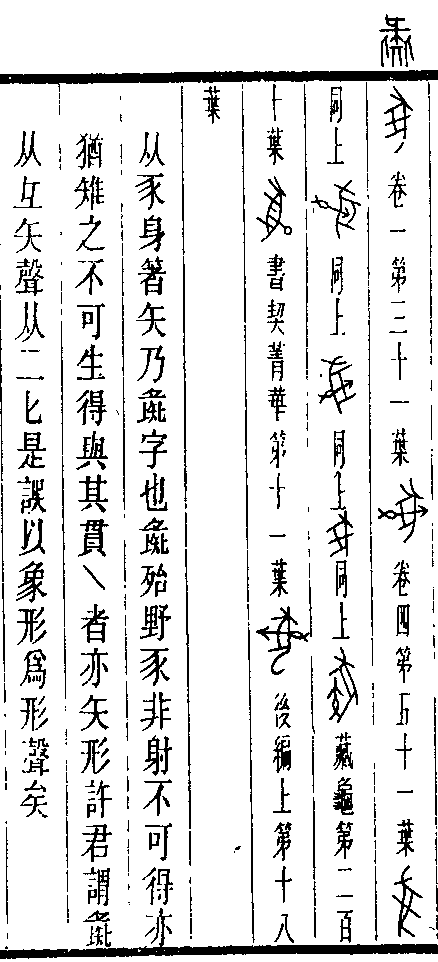 卷一第三十一葉 卷四第五十一葉
同上 同上 同上 同上 藏龜第二百
十葉 書契菁華第十一葉 後編上第十八
葉
从豕身著矢乃彘字也彘殆野豕非射不可得亦
猶雉之不可生得與其貫丶者亦矢形許君謂彘
从彑矢聲从二匕是誤以象形爲形聲矣